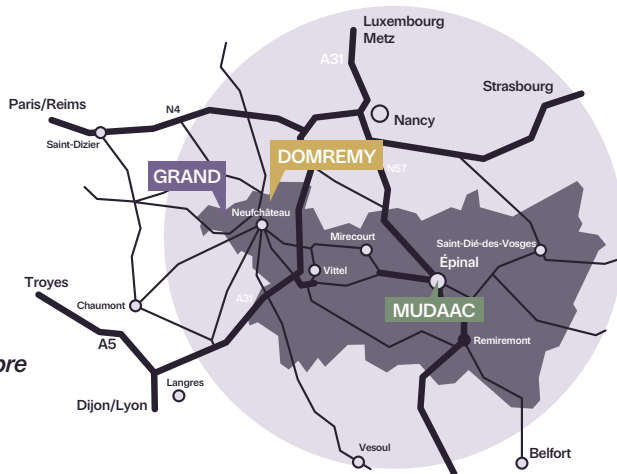 Luxembourg
Metz
A31
Strasbourg
Paris/Reims
N4
Nancy
Saint-Dizier
DOMREMY
GRAND
N57
Neufchâteau
Mirecourt
Saint-Dié-des-Vosges
Épinal
Vittel
Troyes
A31
Chaumont
MUDAAC
A5
Remiremont
bre
Langres
Dijon/Lyon
Vesoul
Belfort